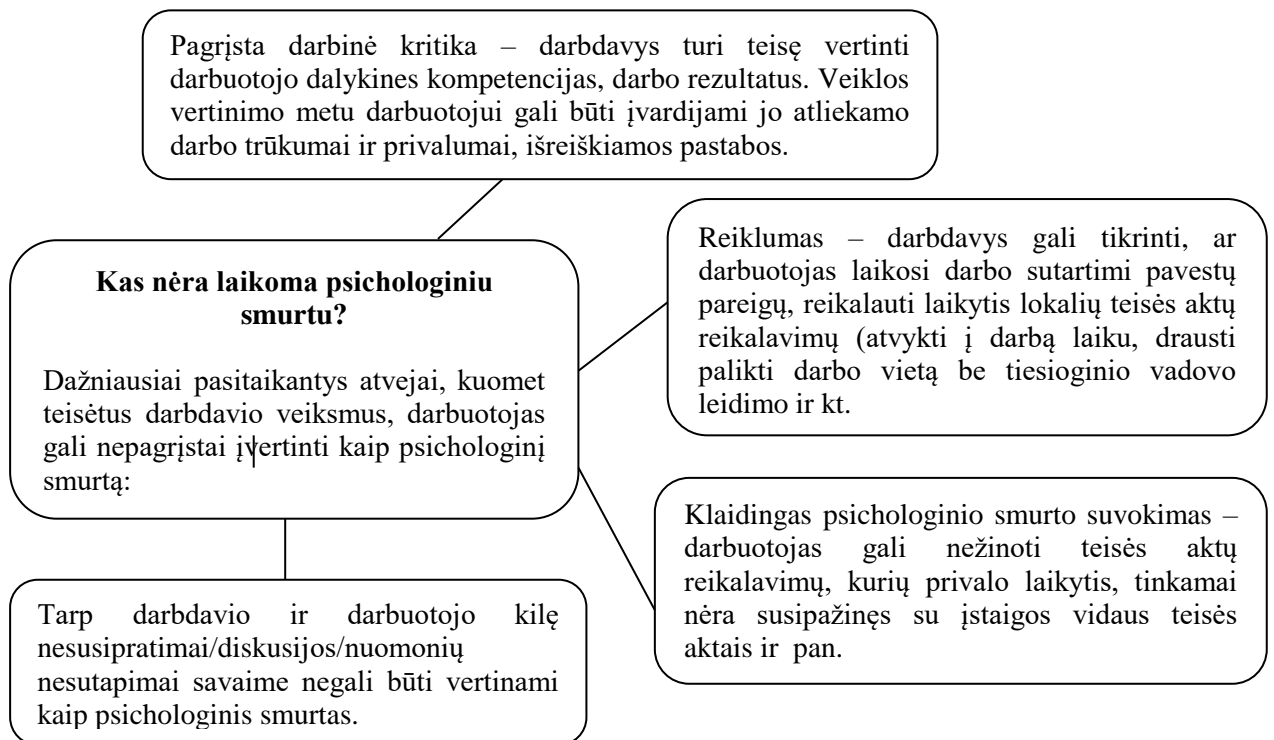 Pagrįsta darbinė kritika – darbdavys turi teisę vertinti
darbuotojo dalykines kompetencijas, darbo rezultatus. Veiklos
vertinimo metu darbuotojui gali būti įvardijami jo atliekamo
darbo trūkumai ir privalumai, išreiškiamos pastabos.
Kas nėra laikoma psichologiniu
smurtu?
Dažniausiai pasitaikantys atvejai, kuomet
teisėtus darbdavio veiksmus, darbuotojas
gali nepagrįstai įvertinti kaip psichologinį
smurtą:
Reiklumas – darbdavys gali tikrinti, ar
darbuotojas laikosi darbo sutartimi pavestų
pareigų, reikalauti laikytis lokalių teisės aktų
reikalavimų (atvykti į darbą laiku, drausti
palikti darbo vietą be tiesioginio vadovo
leidimo ir kt.
Klaidingas psichologinio smurto suvokimas –
darbuotojas gali nežinoti teisės aktų
reikalavimų, kurių privalo laikytis, tinkamai
nėra susipažinęs su įstaigos vidaus teisės
aktais ir pan.
Tarp darbdavio ir darbuotojo kilę
nesusipratimai/diskusijos/nuomonių
nesutapimai savaime negali būti vertinami
kaip psichologinis smurtas.